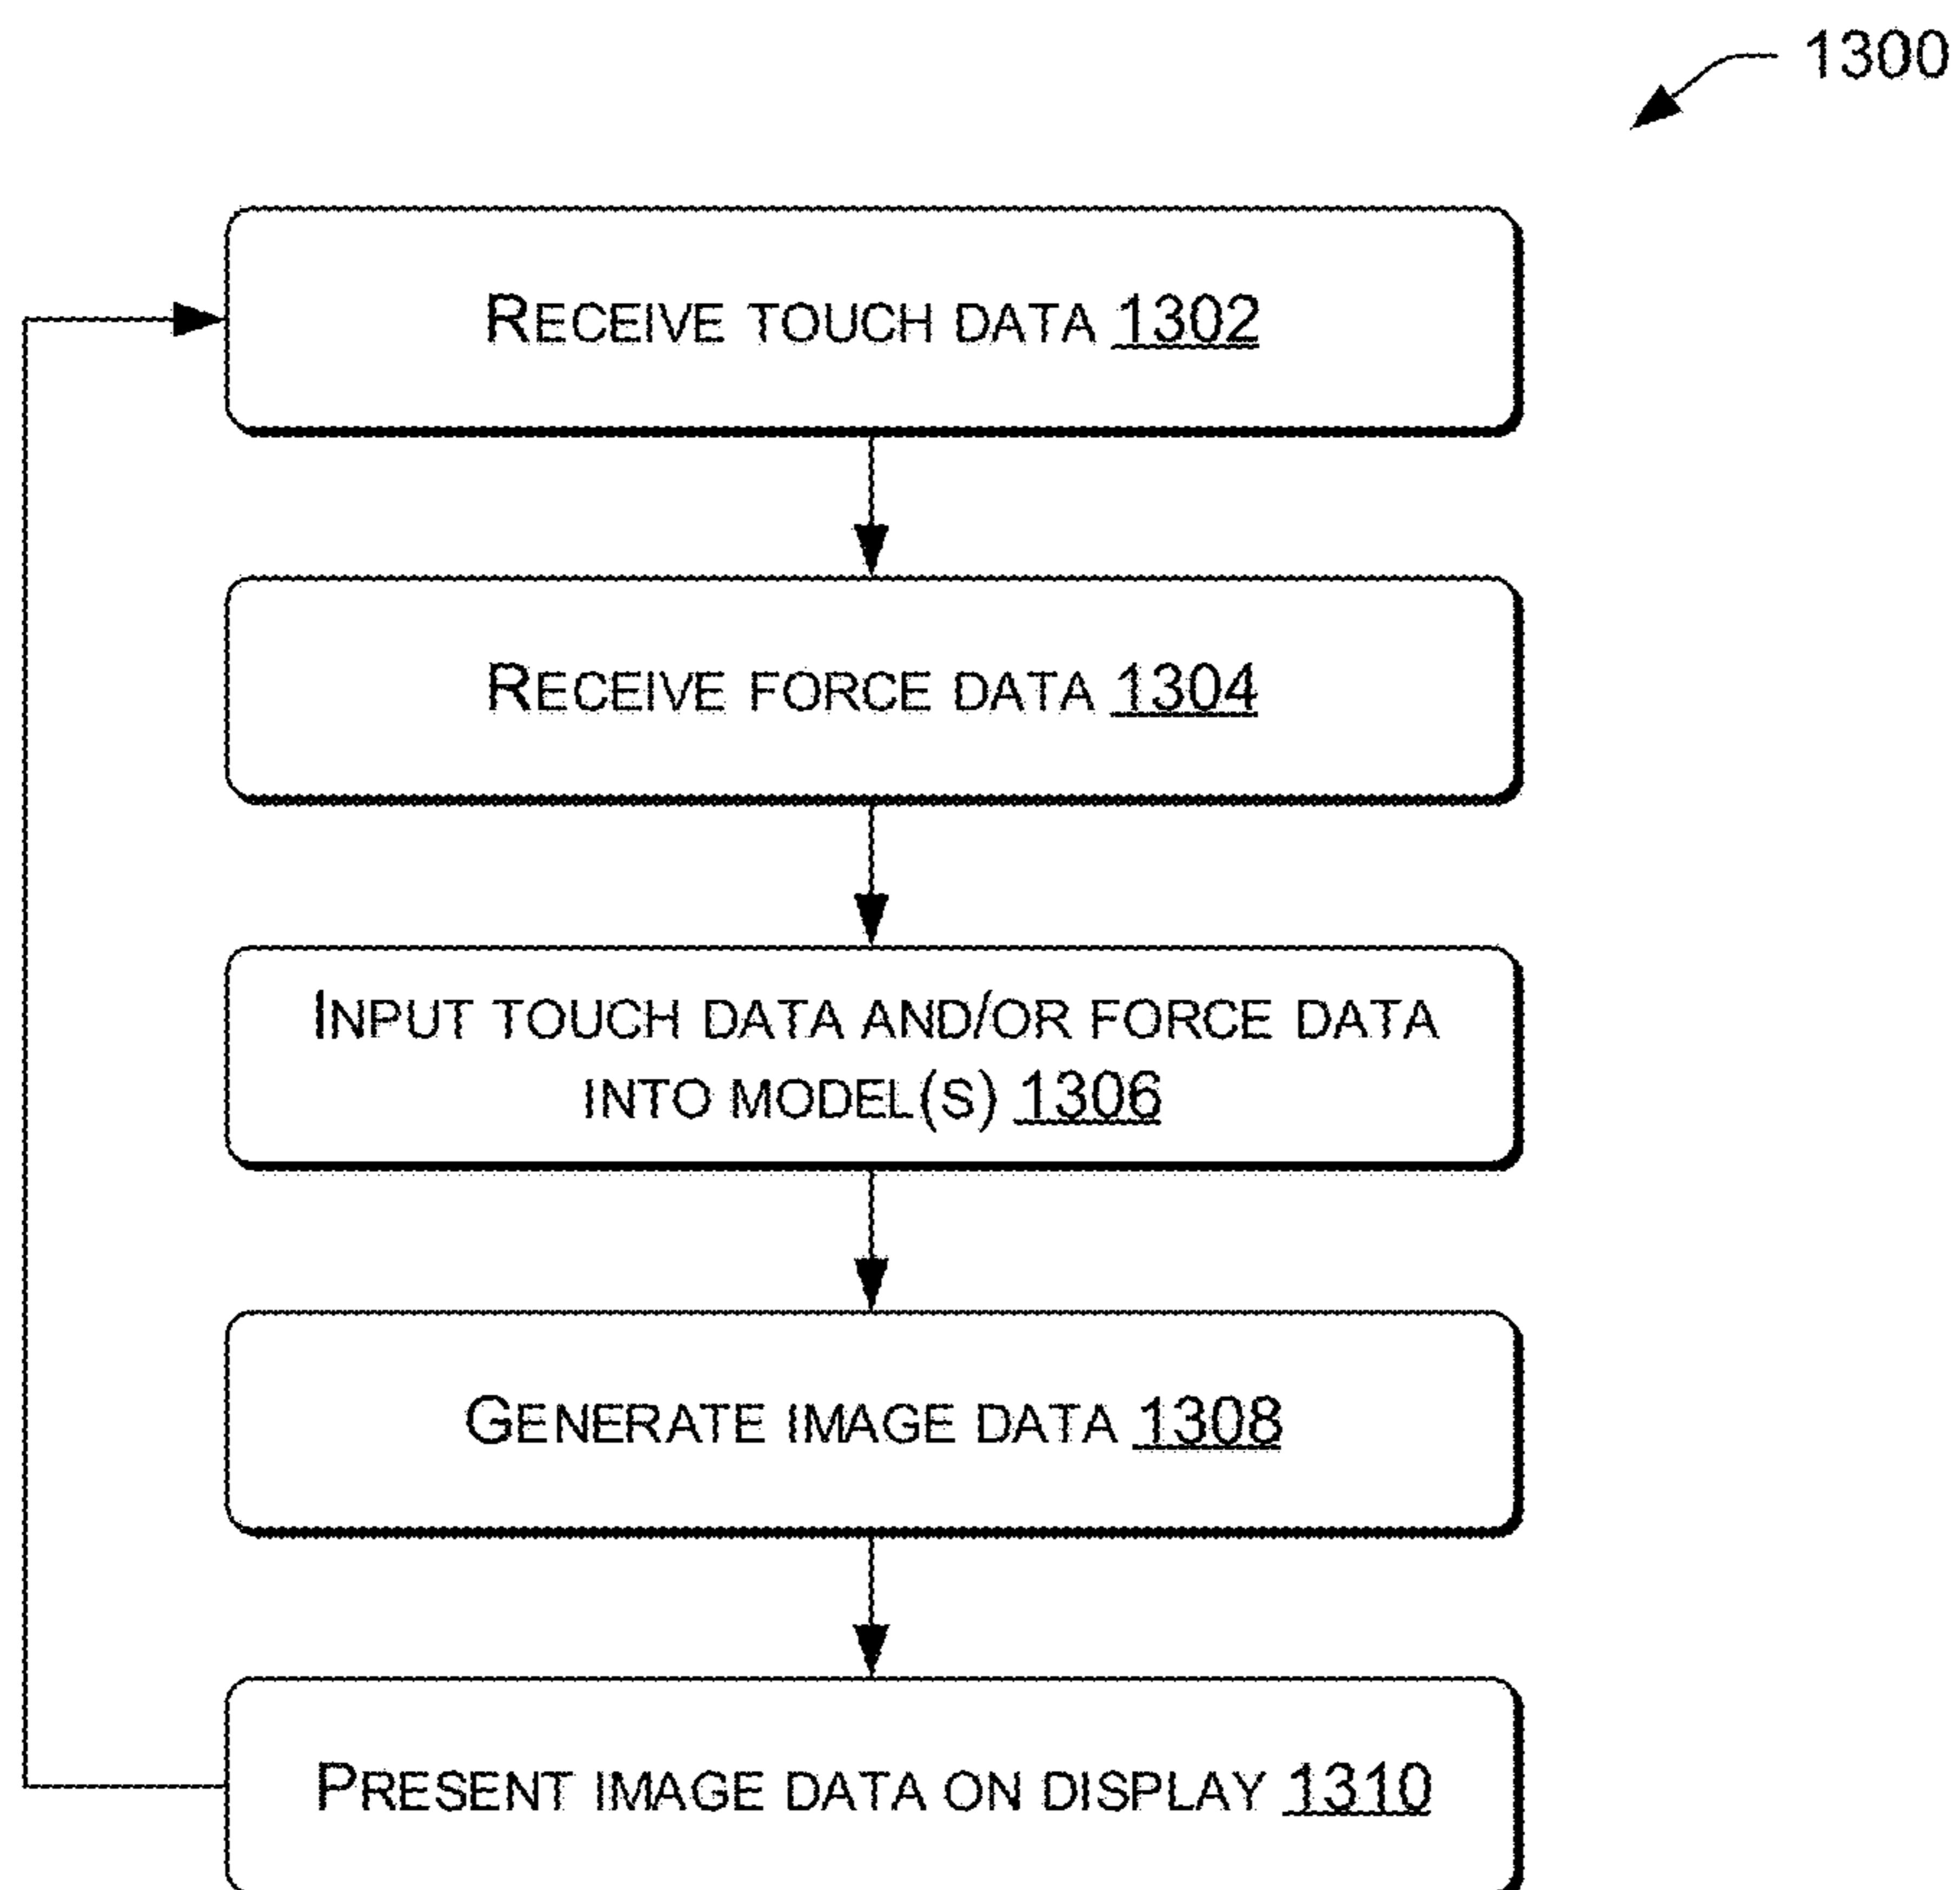 1300
RECEIVE TOUCH DATA 1302
RECEIVE FORCE DATA 1304
INPUT TOUCH DATA AND/OR FORCE DATA
INTO MODEL(S) 1306
GENERATE IMAGE DATA 1308
PRESENT IMAGE DATA ON DISPLAY 1310